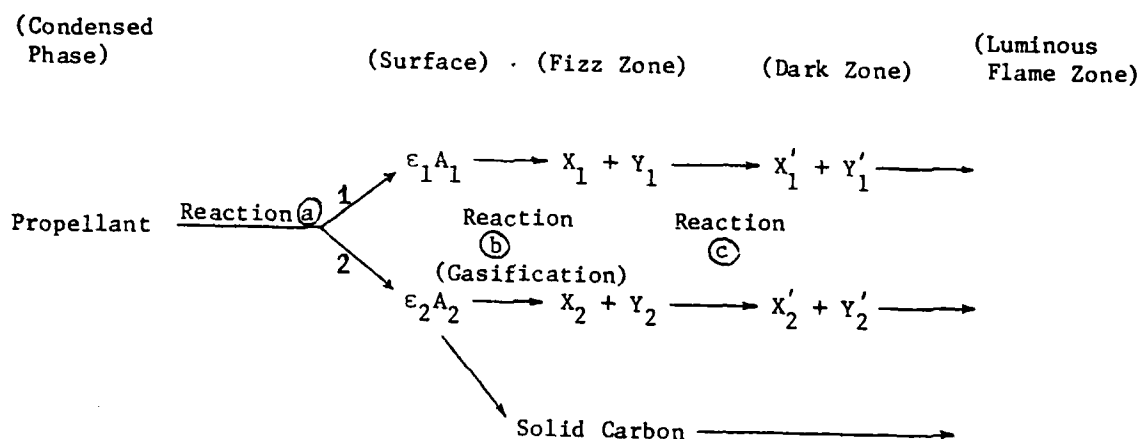 (Condensed Phase)
(Surface) . (Fizz Zone) (Dark Zone) (Luminous Flame Zone)
ε₁A₁ X₁ + Y₁ X₁' + Y₁'
Propellant Reaction ⓐ 1 2
Reaction ⓑ (Gasification)
Reaction ⓒ
ε₂A₂ X₂ + Y₂ X₂' + Y₂'
Solid Carbon